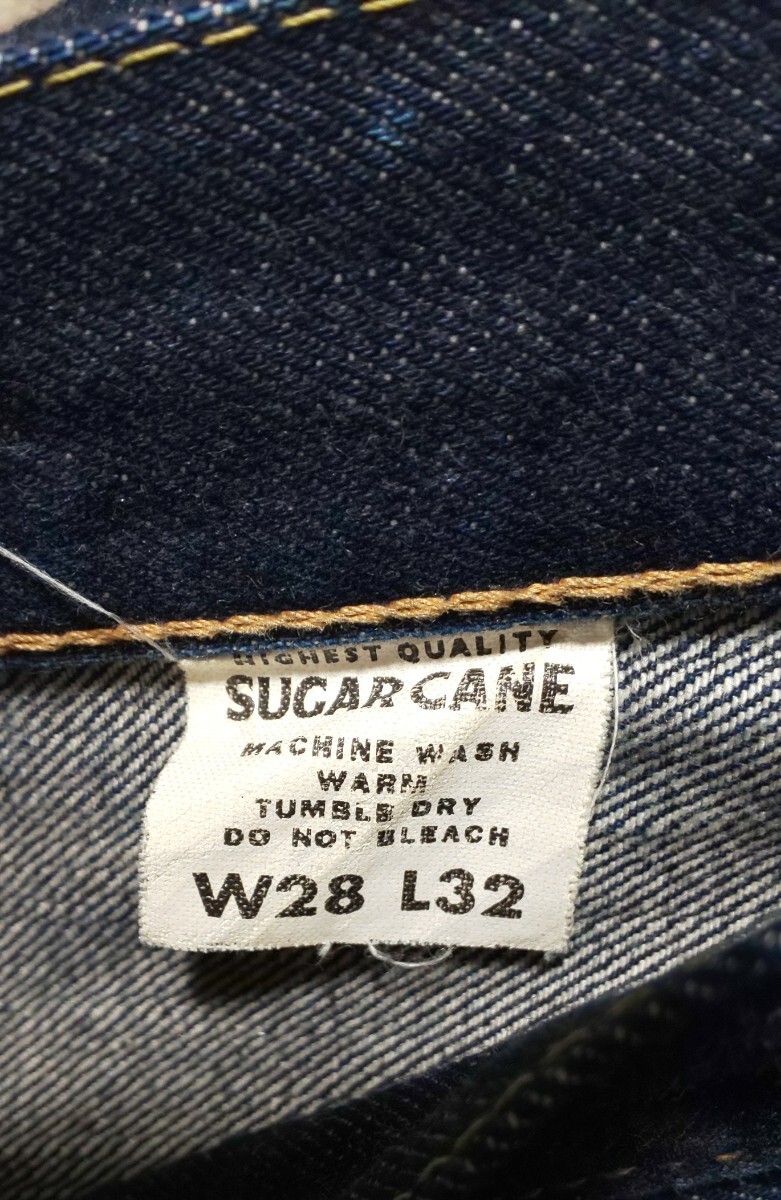 HIGHEST QUALITY
SUGAR CANE
MACHINE WASH
WARM
TUMBLE DRY
DO NOT BLEACH
W28 L32